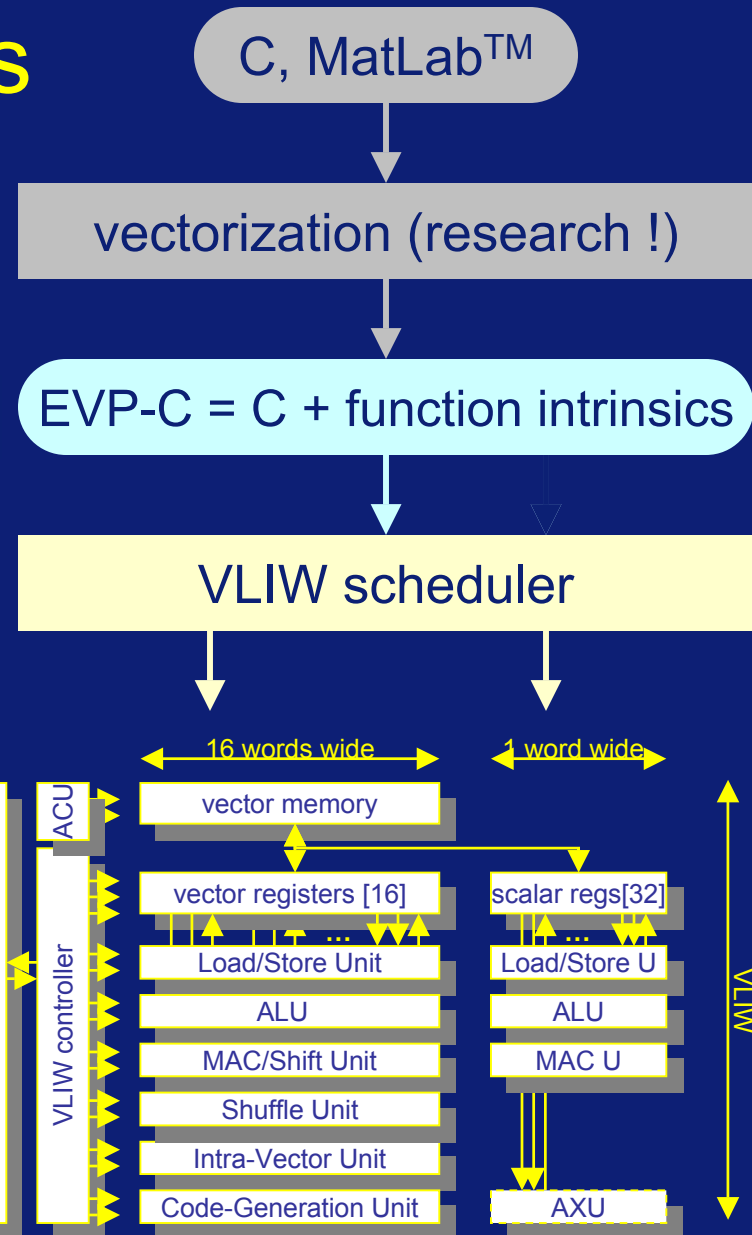 s
C, MatLab™
vectorization (research !)
EVP-C = C + function intrinsics
VLIW scheduler
16 words wide
1 word wide
ACU
vector memory
vector registers [16]
scalar regs[32]
...
...
VLIW controller
Load/Store Unit
Load/Store U
ALU
ALU
VLIW
MAC/Shift Unit
MAC U
Shuffle Unit
Intra-Vector Unit
Code-Generation Unit
AXU